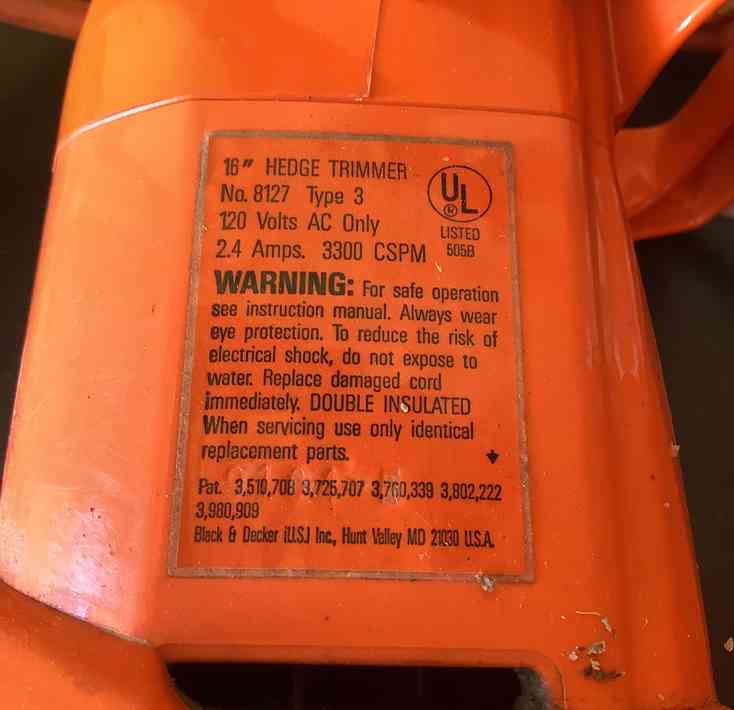 16" HEDGE TRIMMER
No. 8127 Type 3
120 Volts AC Only
2.4 Amps. 3300 CSPM
UL
®
LISTED
505B
WARNING: For safe operation
see instruction manual. Always wear
eye protection. To reduce the risk of
electrical shock, do not expose to
water. Replace damaged cord
immediately. DOUBLE INSULATED
When servicing use only identical
replacement parts.
Pat. 3,510,708 3,725,707 3,760,339 3,802,222
3,980,909
Black & Decker (U.S.) Inc., Hunt Valley MD 21030 U.S.A.